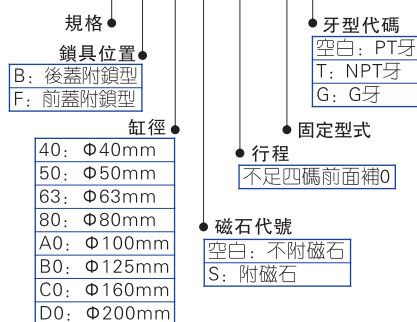 規格
鎖具位置
B: 後蓋附鎖型
F: 前蓋附鎖型
缸徑
40: Φ40mm
50: Φ50mm
63: Φ63mm
80: Φ80mm
A0: Φ100mm
B0: Φ125mm
C0: Φ160mm
D0: Φ200mm
磁石代號
空白: 不附磁石
S: 附磁石
行程
不足四碼前面補0
固定型式
牙型代碼
空白: PT牙
T: NPT牙
G: G牙